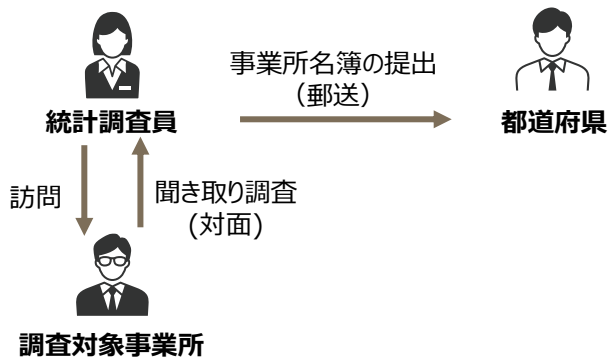 事業所名簿の提出
(郵送)
統計調査員
都道府県
訪問
聞き取り調査
(対面)
調査対象事業所